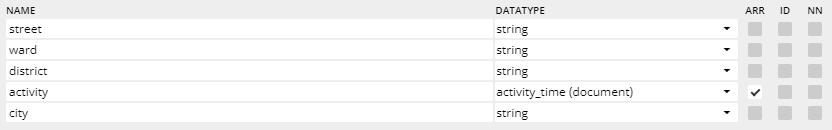 NAME DATATYPE ARR ID NN
street string
ward string
district string
activity activity_time (document)
city string